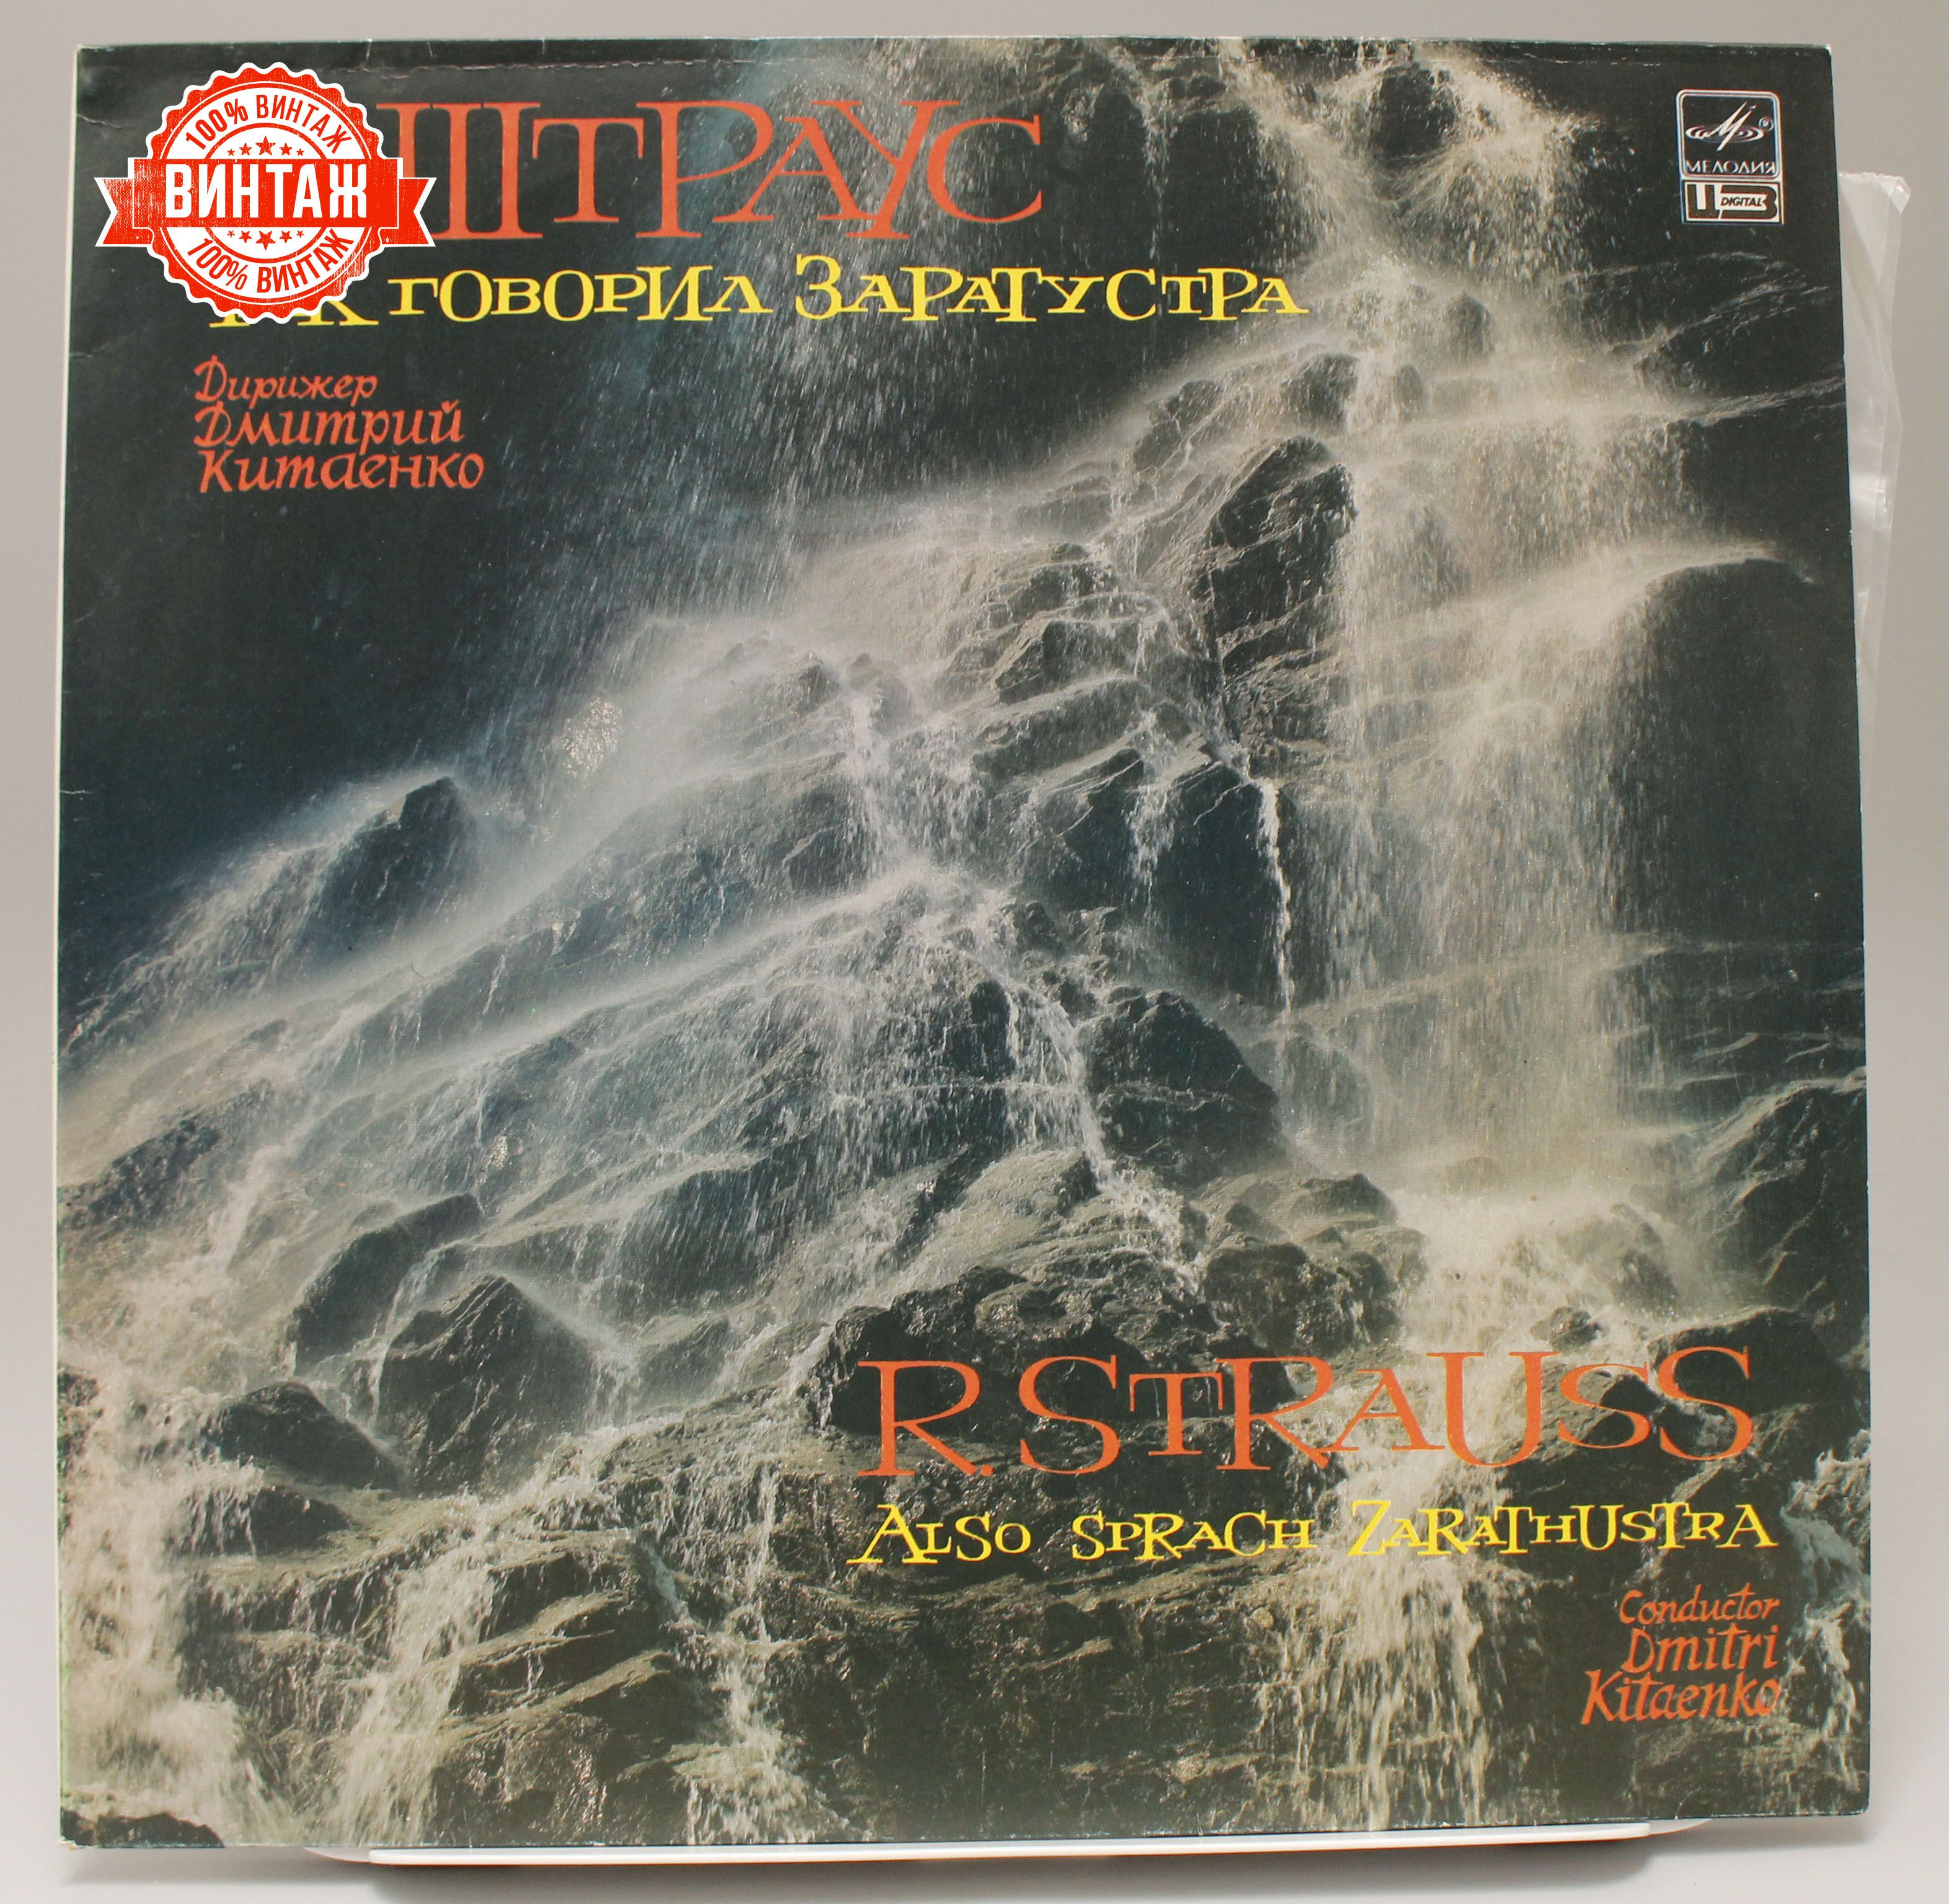 100% ВИНТАЖ
ВИНТАЖ
100% ВИНТАЖ
ШТРАУС
ГОВОРИЛ ЗАРАТУСТРА
Дирижер
Дмитрий
Китаенко
МЕЛОДИЯ
DIGITAL
R. STRAUSS
ALSO SPRACH ZARATHUSTRA
Conductor
Dmitri
Kitaenko